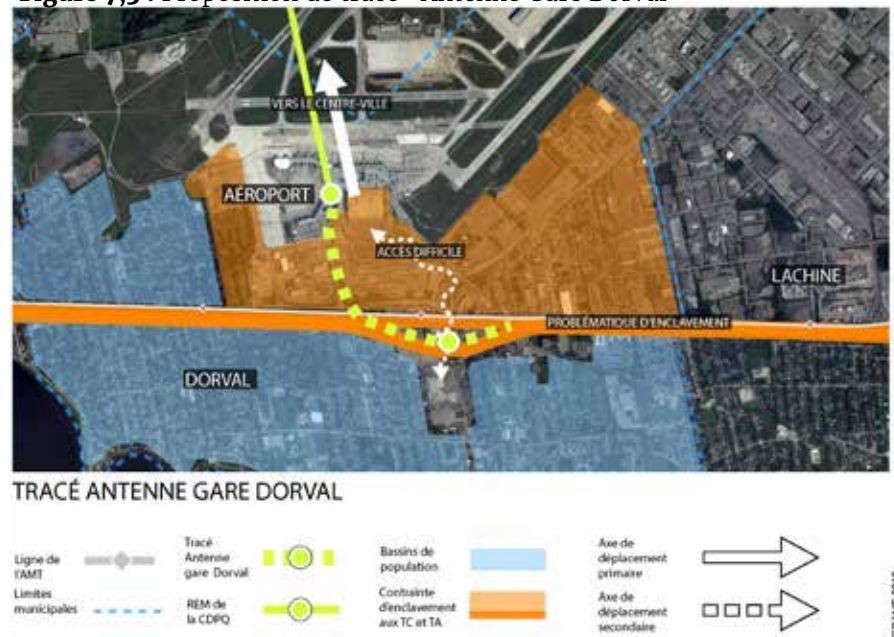 Figure 7,3 : Proposition de tracé - Antenne Gare Dorval
VERS LE CENTRE-VILLE
AÉROPORT
ACCÈS DIFFICILE
LACHINE
PROBLÉMATIQUE D'ENCLAVEMENT
DORVAL
TRACÉ ANTENNE GARE DORVAL
Ligne de
l'AMT
Limites
municipales
Tracé
Antenne
gare Dorval
REM de
la CDPQ
Bassins de
population
Contrainte
d'enclavement
aux TC et TA
Axe de
déplacement
primaire
Axe de
déplacement
secondaire